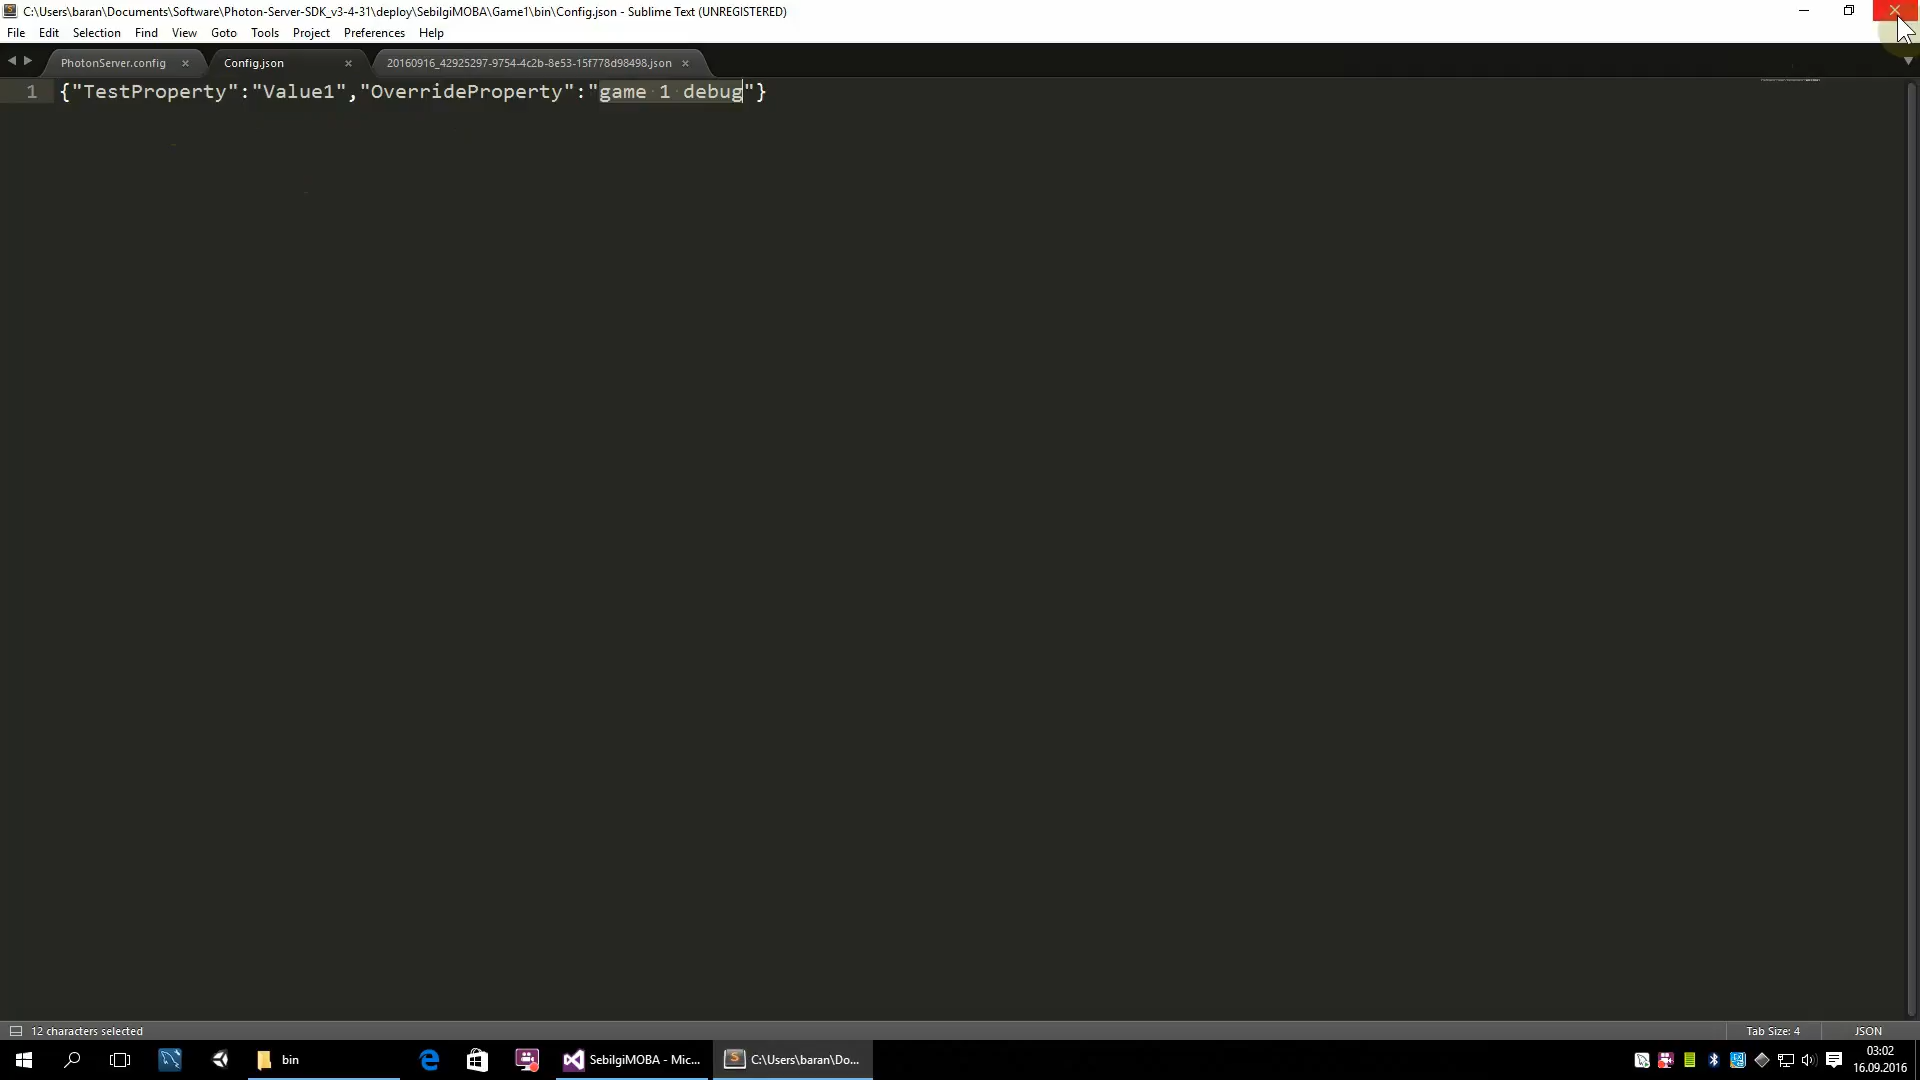 C:\Users\baran\Documents\Software\Photon-Server-SDK_v3-4-31\deploy\SebilgiMOBA\Game1\bin\Config.json - Sublime Text (UNREGISTERED)
File Edit Selection Find View Goto Tools Project Preferences Help
PhotonServer.config × Config.json × 20160916_42925297-9754-4c2b-8e53-15f778d98498.json ×
1 {"TestProperty":"Value1","OverrideProperty":"game 1 debug"}
12 characters selected Tab Size: 4 JSON
bin SebilgiMOBA - Mic... C:\Users\baran\Do... 03:02
16.09.2016